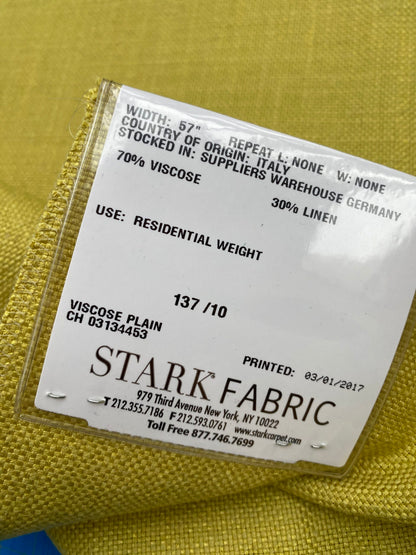 WIDTH: 57" REPEAT L: NONE W: NONE
COUNTRY OF ORIGIN: ITALY
STOCKED IN: SUPPLIERS WAREHOUSE GERMANY
70% VISCOSE 30% LINEN
USE: RESIDENTIAL WEIGHT
137 /10
VISCOSE PLAIN
CH 03134453
PRINTED: 03/01/2017
STARK FABRIC
979 Third Avenue New York, NY 10022
T 212.355.7186 F 212.593.0761 www.starkcarpet.com
Toll Free 877.746.7699